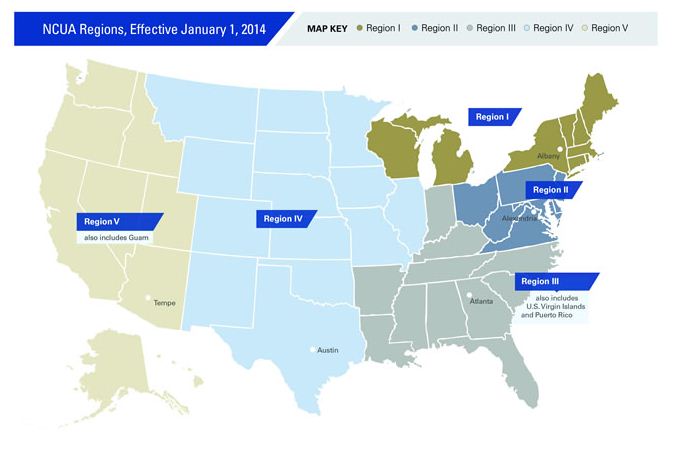 NCUA Regions, Effective January 1, 2014
MAP KEY Region I Region II Region III Region IV Region V
Region I
Albany
Region II
Alexandria
Region V
also includes Guam
Region IV
Region III
also includes
U.S. Virgin Islands
and Puerto Rico
Tempe
Atlanta
Austin